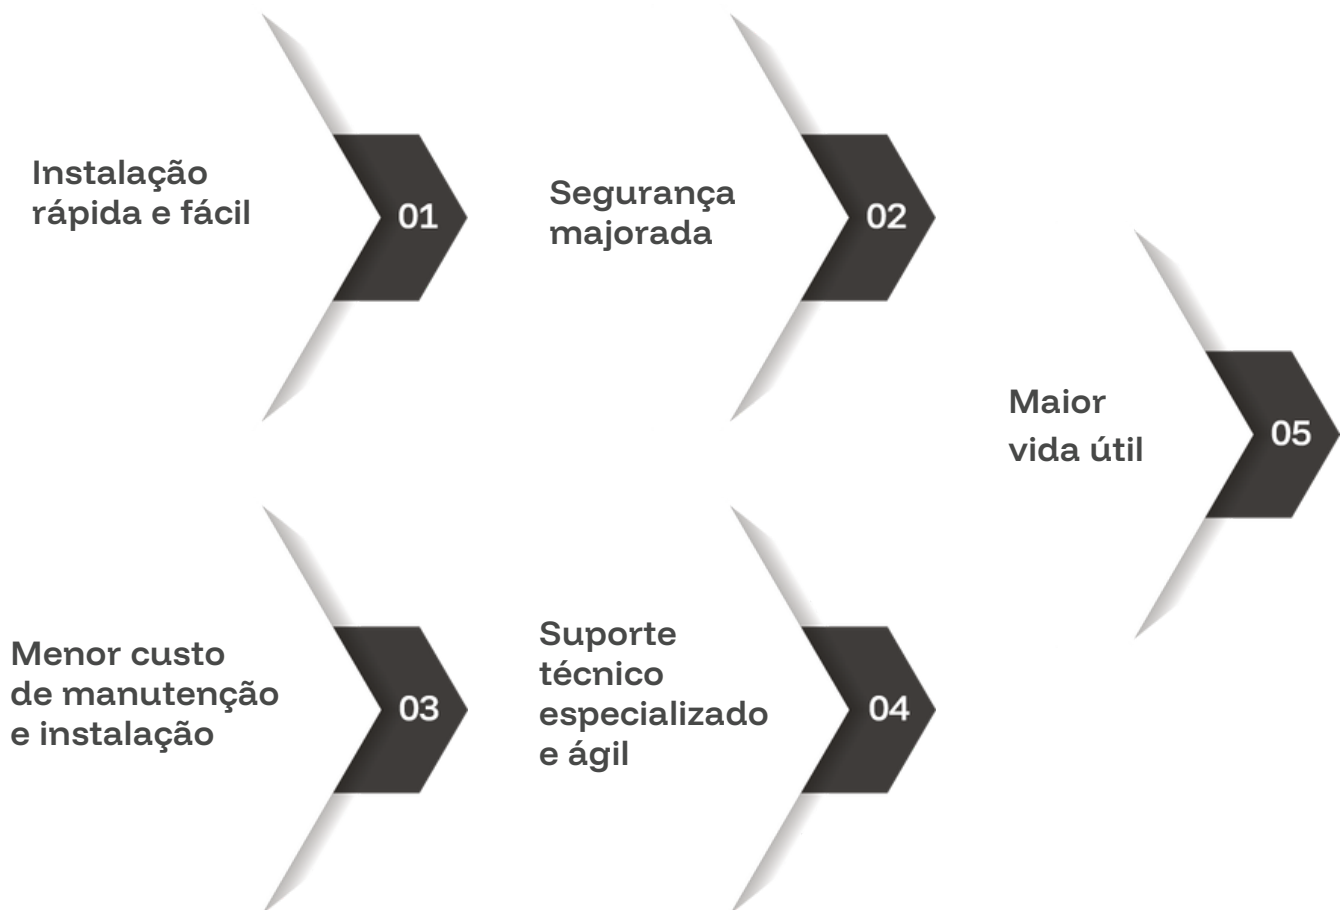 Instalação
rápida e fácil
01
Segurança
majorada
02
Menor custo
de manutenção
e instalação
03
Suporte
técnico
especializado
e ágil
04
Maior
vida útil
05